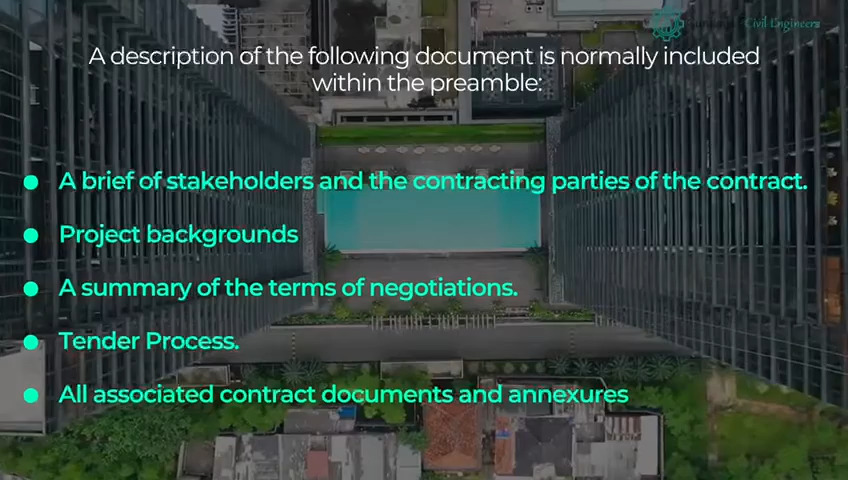 Civil Engineers
A description of the following document is normally included
within the preamble:
A brief of stakeholders and the contracting parties of the contract.
Project backgrounds
A summary of the terms of negotiations.
Tender Process.
All associated contract documents and annexures